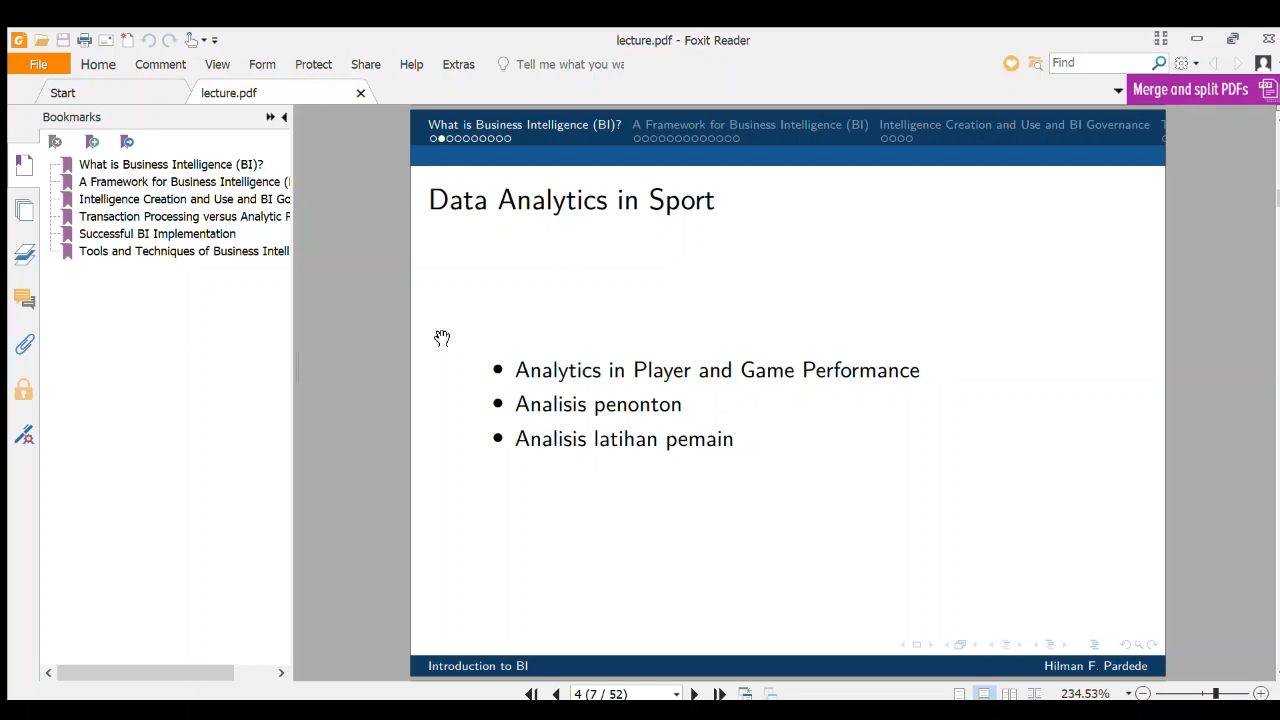 lecture.pdf - Foxit Reader
File Home Comment View Form Protect Share Help Extras Tell me what you wa Find
Start lecture.pdf Merge and split PDFs
Bookmarks
What is Business Intelligence (BI)?
A Framework for Business Intelligence (
Intelligence Creation and Use and BI Go
Transaction Processing versus Analytic P
Successful BI Implementation
Tools and Techniques of Business Intell
What is Business Intelligence (BI)? A Framework for Business Intelligence (BI) Intelligence Creation and Use and BI Governance
Data Analytics in Sport
• Analytics in Player and Game Performance
• Analisis penonton
• Analisis latihan pemain
Introduction to BI Hilman F. Pardede
4 (7 / 52) 234.53%